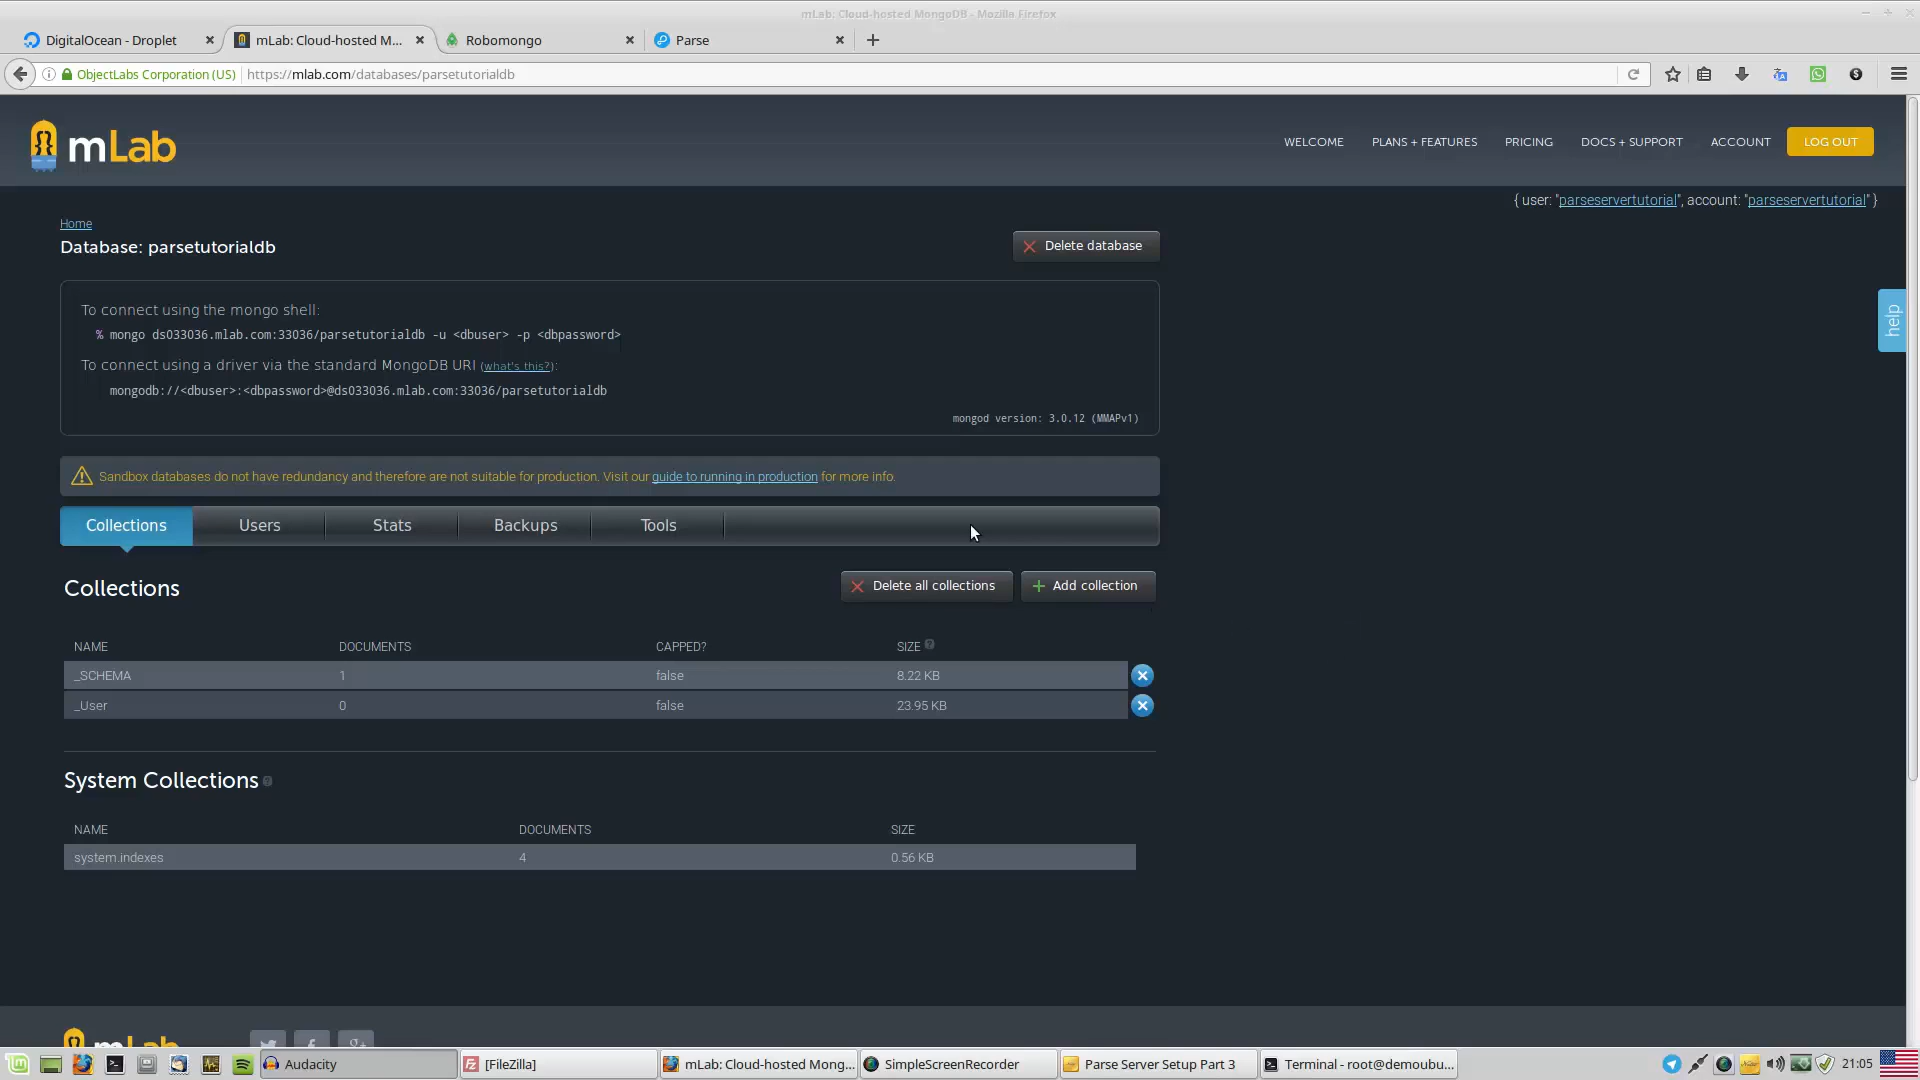 mLab: Cloud-hosted MongoDB - Mozilla Firefox
DigitalOcean - Droplet
mLab: Cloud-hosted M...
Robomongo
Parse
ObjectLabs Corporation (US)
https://mlab.com/databases/parsetutorialdb
mLab
WELCOME
PLANS + FEATURES
PRICING
DOCS + SUPPORT
ACCOUNT
LOG OUT
{ user: "parseservertutorial", account: "parseservertutorial" }
Home
Database: parsetutorialdb
Delete database
help
To connect using the mongo shell:
% mongo ds033036.mlab.com:33036/parsetutorialdb -u <dbuser> -p <dbpassword>
To connect using a driver via the standard MongoDB URI (what's this?):
mongodb://<dbuser>:<dbpassword>@ds033036.mlab.com:33036/parsetutorialdb
mongod version: 3.0.12 (MMAPv1)
Sandbox databases do not have redundancy and therefore are not suitable for production. Visit our guide to running in production for more info.
Collections
Users
Stats
Backups
Tools
Collections
Delete all collections
Add collection
NAME DOCUMENTS CAPPED? SIZE ?
_SCHEMA 1 false 8.22 KB
_User 0 false 23.95 KB
System Collections ?
NAME DOCUMENTS SIZE
system.indexes 4 0.56 KB
mLab
Audacity
[FileZilla]
mLab: Cloud-hosted Mong...
SimpleScreenRecorder
Parse Server Setup Part 3
Terminal - root@demoubu...
21:05